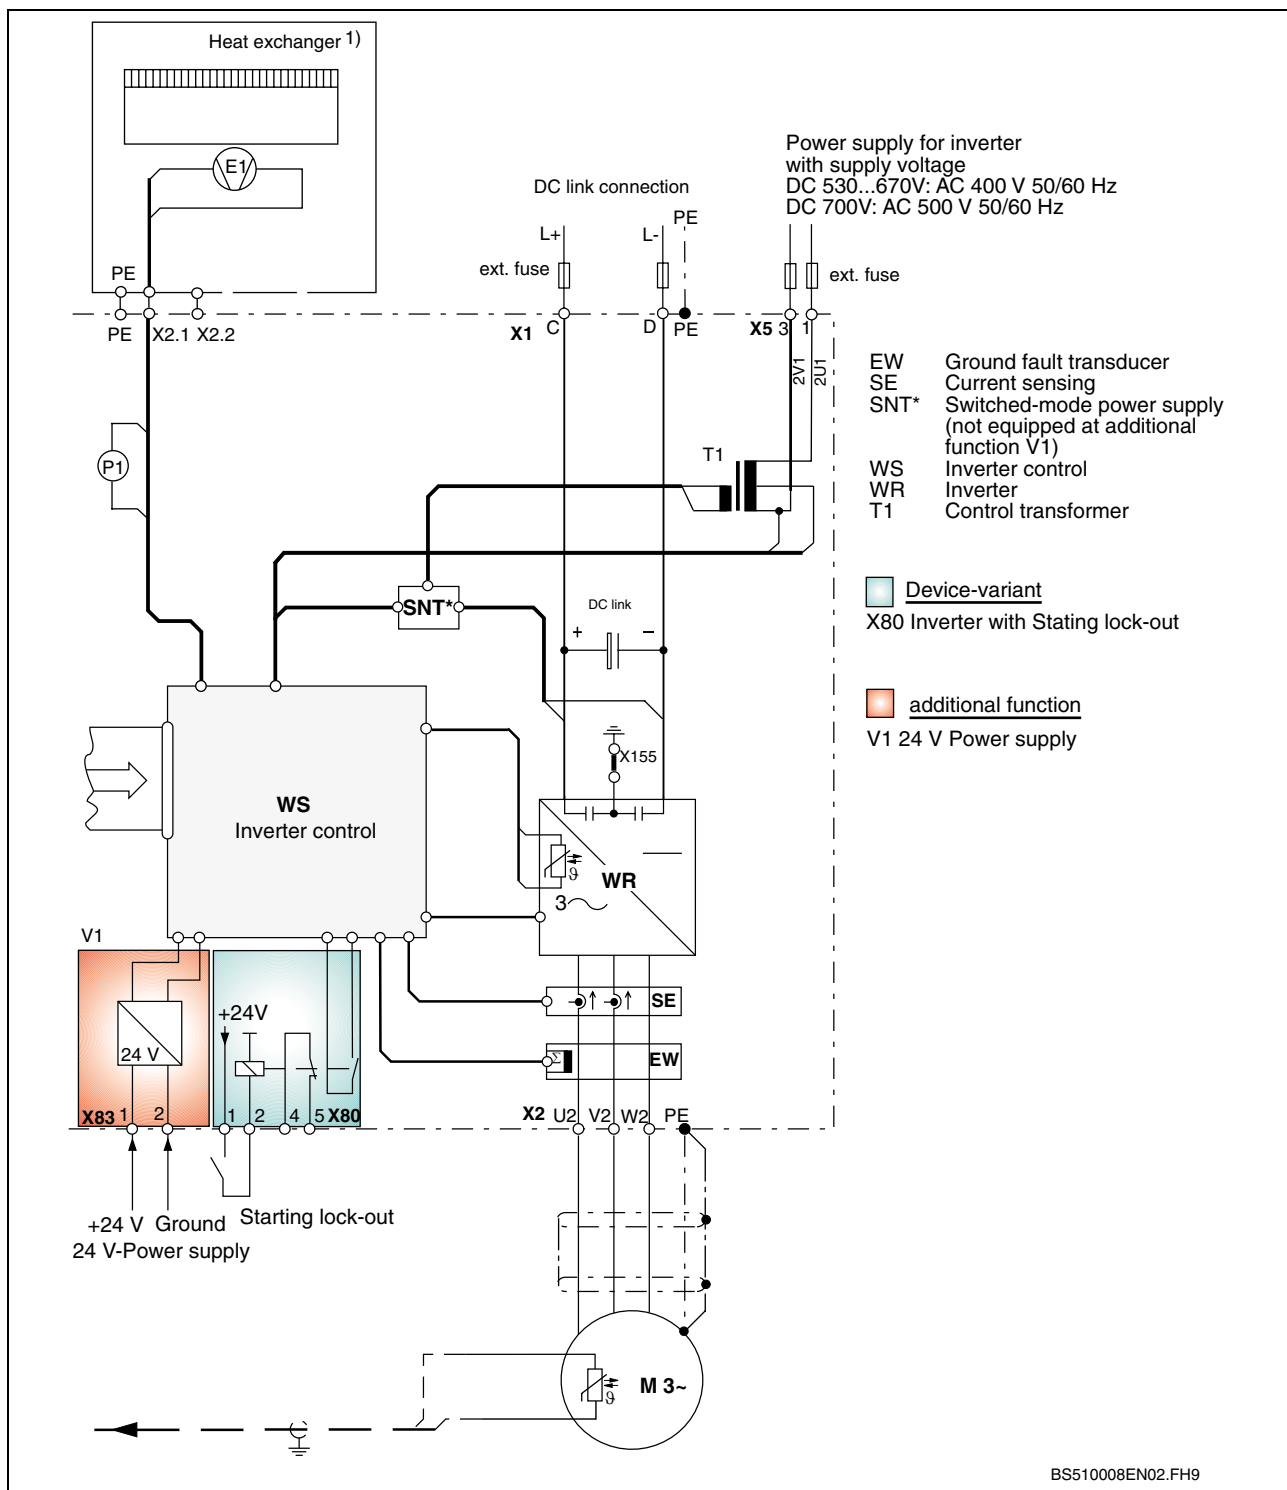 Heat exchanger 1)
E1
Power supply for inverter
with supply voltage
DC 530...670V: AC 400 V 50/60 Hz
DC 700V: AC 500 V 50/60 Hz
DC link connection
PE
L+
L-
ext. fuse
ext. fuse
PE
PE
X2.1
X2.2
X1
C
D
PE
X5
3
1
2V1
2U1
EW Ground fault transducer
SE Current sensing
SNT* Switched-mode power supply
(not equipped at additional
function V1)
WS Inverter control
WR Inverter
T1 Control transformer
P1
T1
SNT*
DC link
+
−
Device-variant
X80 Inverter with Stating lock-out
additional function
V1 24 V Power supply
X155
WS
Inverter control
ϑ
WR
3
V1
+24V
24 V
SE
Σ
EW
X83
1
2
1
2
4
5
X80
X2
U2
V2
W2
PE
+24 V
Ground
24 V-Power supply
Starting lock-out
M 3~
ϑ
BS510008EN02.FH9